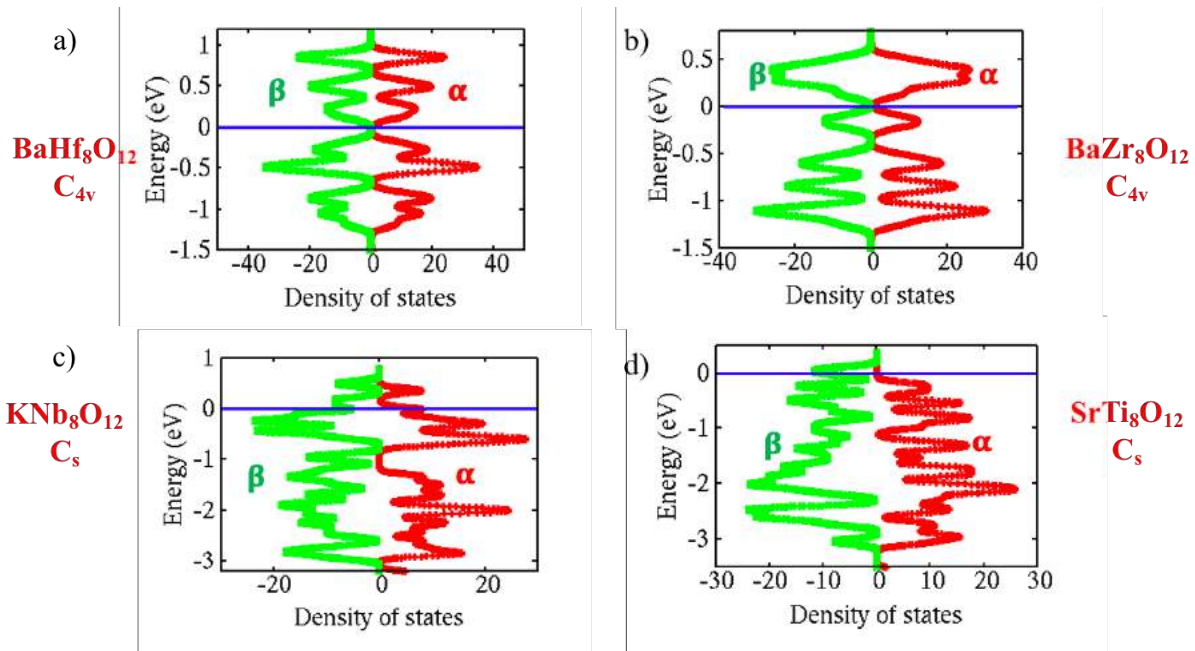 a)
BaHf₈O₁₂
C₄ᵥ
Energy (eV)
1
0.5
0
-0.5
-1
-1.5
β
α
-40 -20 0 20 40
Density of states
b)
BaZr₈O₁₂
C₄ᵥ
Energy (eV)
0.5
0
-0.5
-1
-1.5
β
α
-40 -20 0 20 40
Density of states
c)
KNb₈O₁₂
Cₛ
Energy (eV)
1
0
-1
-2
-3
β
α
-20 0 20
Density of states
d)
SrTi₈O₁₂
Cₛ
Energy (eV)
0
-1
-2
-3
β
α
-30 -20 -10 0 10 20 30
Density of states